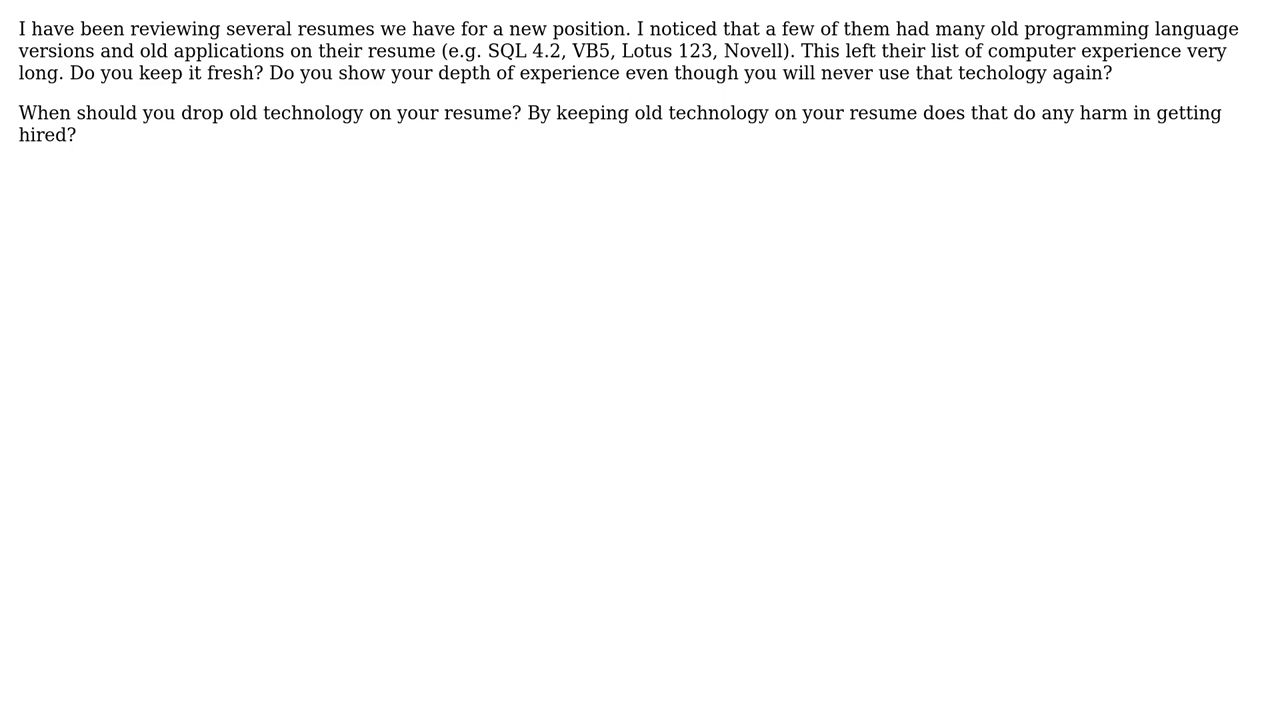 I have been reviewing several resumes we have for a new position. I noticed that a few of them had many old programming language
versions and old applications on their resume (e.g. SQL 4.2, VB5, Lotus 123, Novell). This left their list of computer experience very
long. Do you keep it fresh? Do you show your depth of experience even though you will never use that techology again?
When should you drop old technology on your resume? By keeping old technology on your resume does that do any harm in getting
hired?